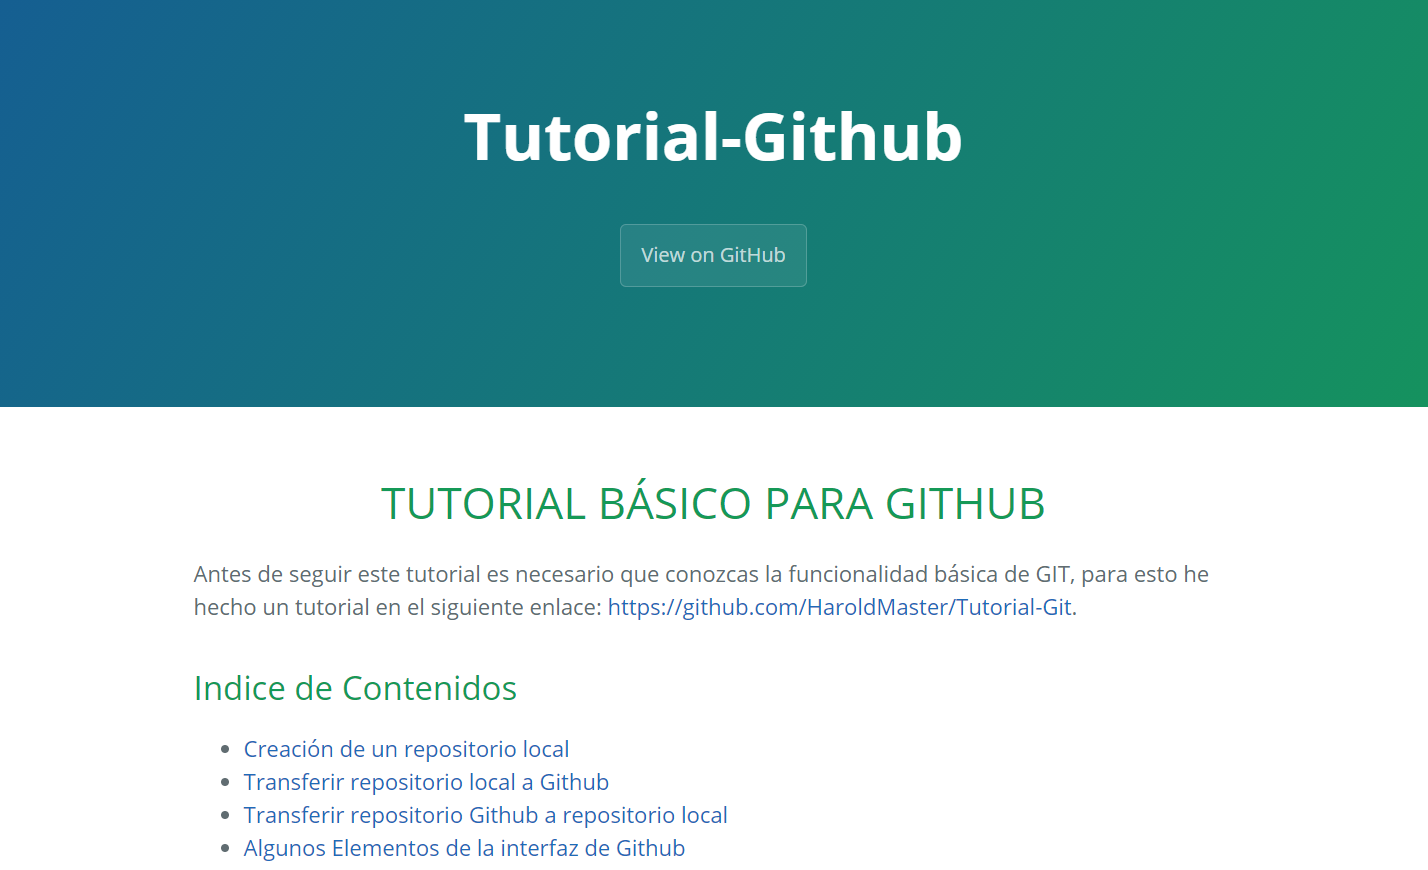 Tutorial-Github
View on GitHub
TUTORIAL BÁSICO PARA GITHUB
Antes de seguir este tutorial es necesario que conozcas la funcionalidad básica de GIT, para esto he
hecho un tutorial en el siguiente enlace: https://github.com/HaroldMaster/Tutorial-Git.
Indice de Contenidos
Creación de un repositorio local
Transferir repositorio local a Github
Transferir repositorio Github a repositorio local
Algunos Elementos de la interfaz de Github